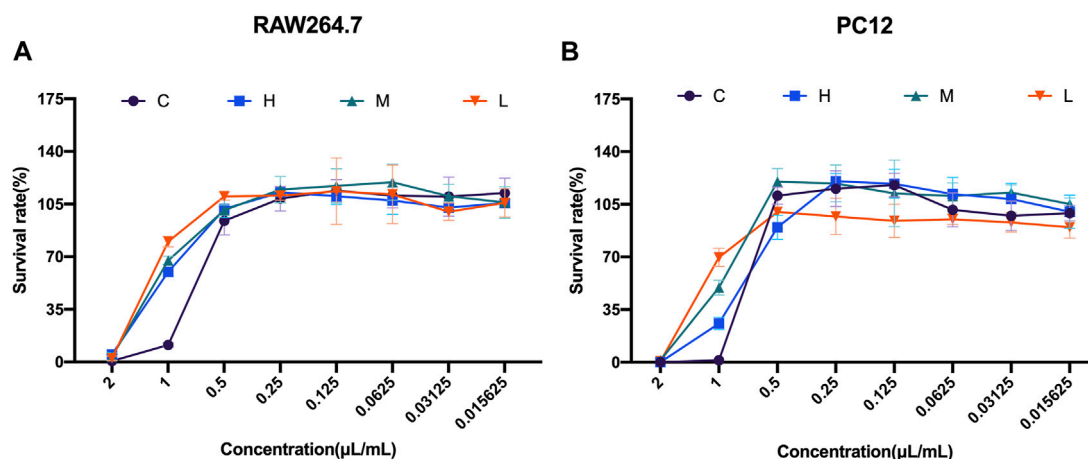 RAW264.7
A
C H M L
175
140
105
70
35
0
Survival rate(%)
2 1 0.5 0.25 0.125 0.0625 0.03125 0.015625
Concentration(μL/mL)
PC12
B
C H M L
175
140
105
70
35
0
Survival rate(%)
2 1 0.5 0.25 0.125 0.0625 0.03125 0.015625
Concentration(μL/mL)